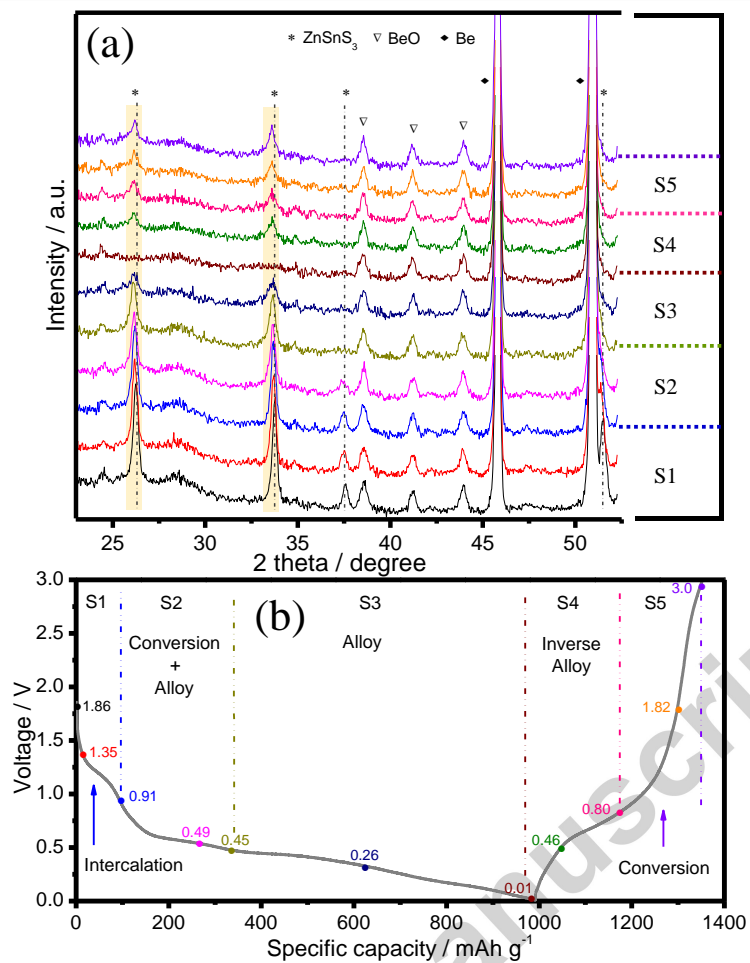 (a)
* ZnSnS₃ ▽ BeO ◆ Be
* * * ▽ ▽ ▽ ◆ ◆ *
S5
S4
S3
S2
S1
Intensity / a.u.
25 30 35 40 45 50
2 theta / degree
(b)
S1 S2 S3 S4 S5
Conversion
+
Alloy
Alloy
Inverse
Alloy
1.86
1.35
0.91
0.49
0.45
0.26
0.01
0.46
0.80
1.82
3.0
Intercalation
Conversion
3.0
2.5
2.0
1.5
1.0
0.5
0.0
Voltage / V
0 200 400 600 800 1000 1200 1400
Specific capacity / mAh g⁻¹
anuscri